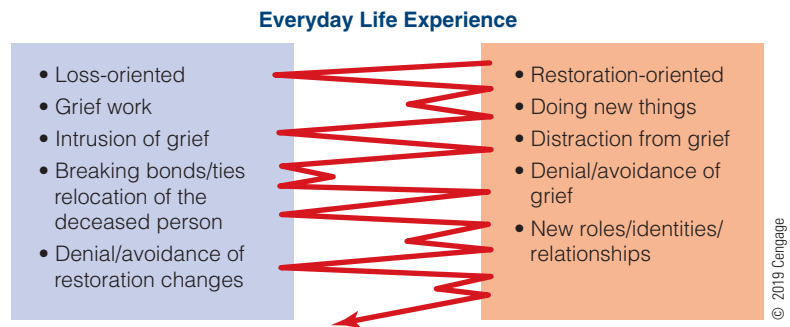 Everyday Life Experience
• Loss-oriented
• Grief work
• Intrusion of grief
• Breaking bonds/ties
relocation of the
deceased person
• Denial/avoidance of
restoration changes
• Restoration-oriented
• Doing new things
• Distraction from grief
• Denial/avoidance of
grief
• New roles/identities/
relationships
© 2019 Cengage